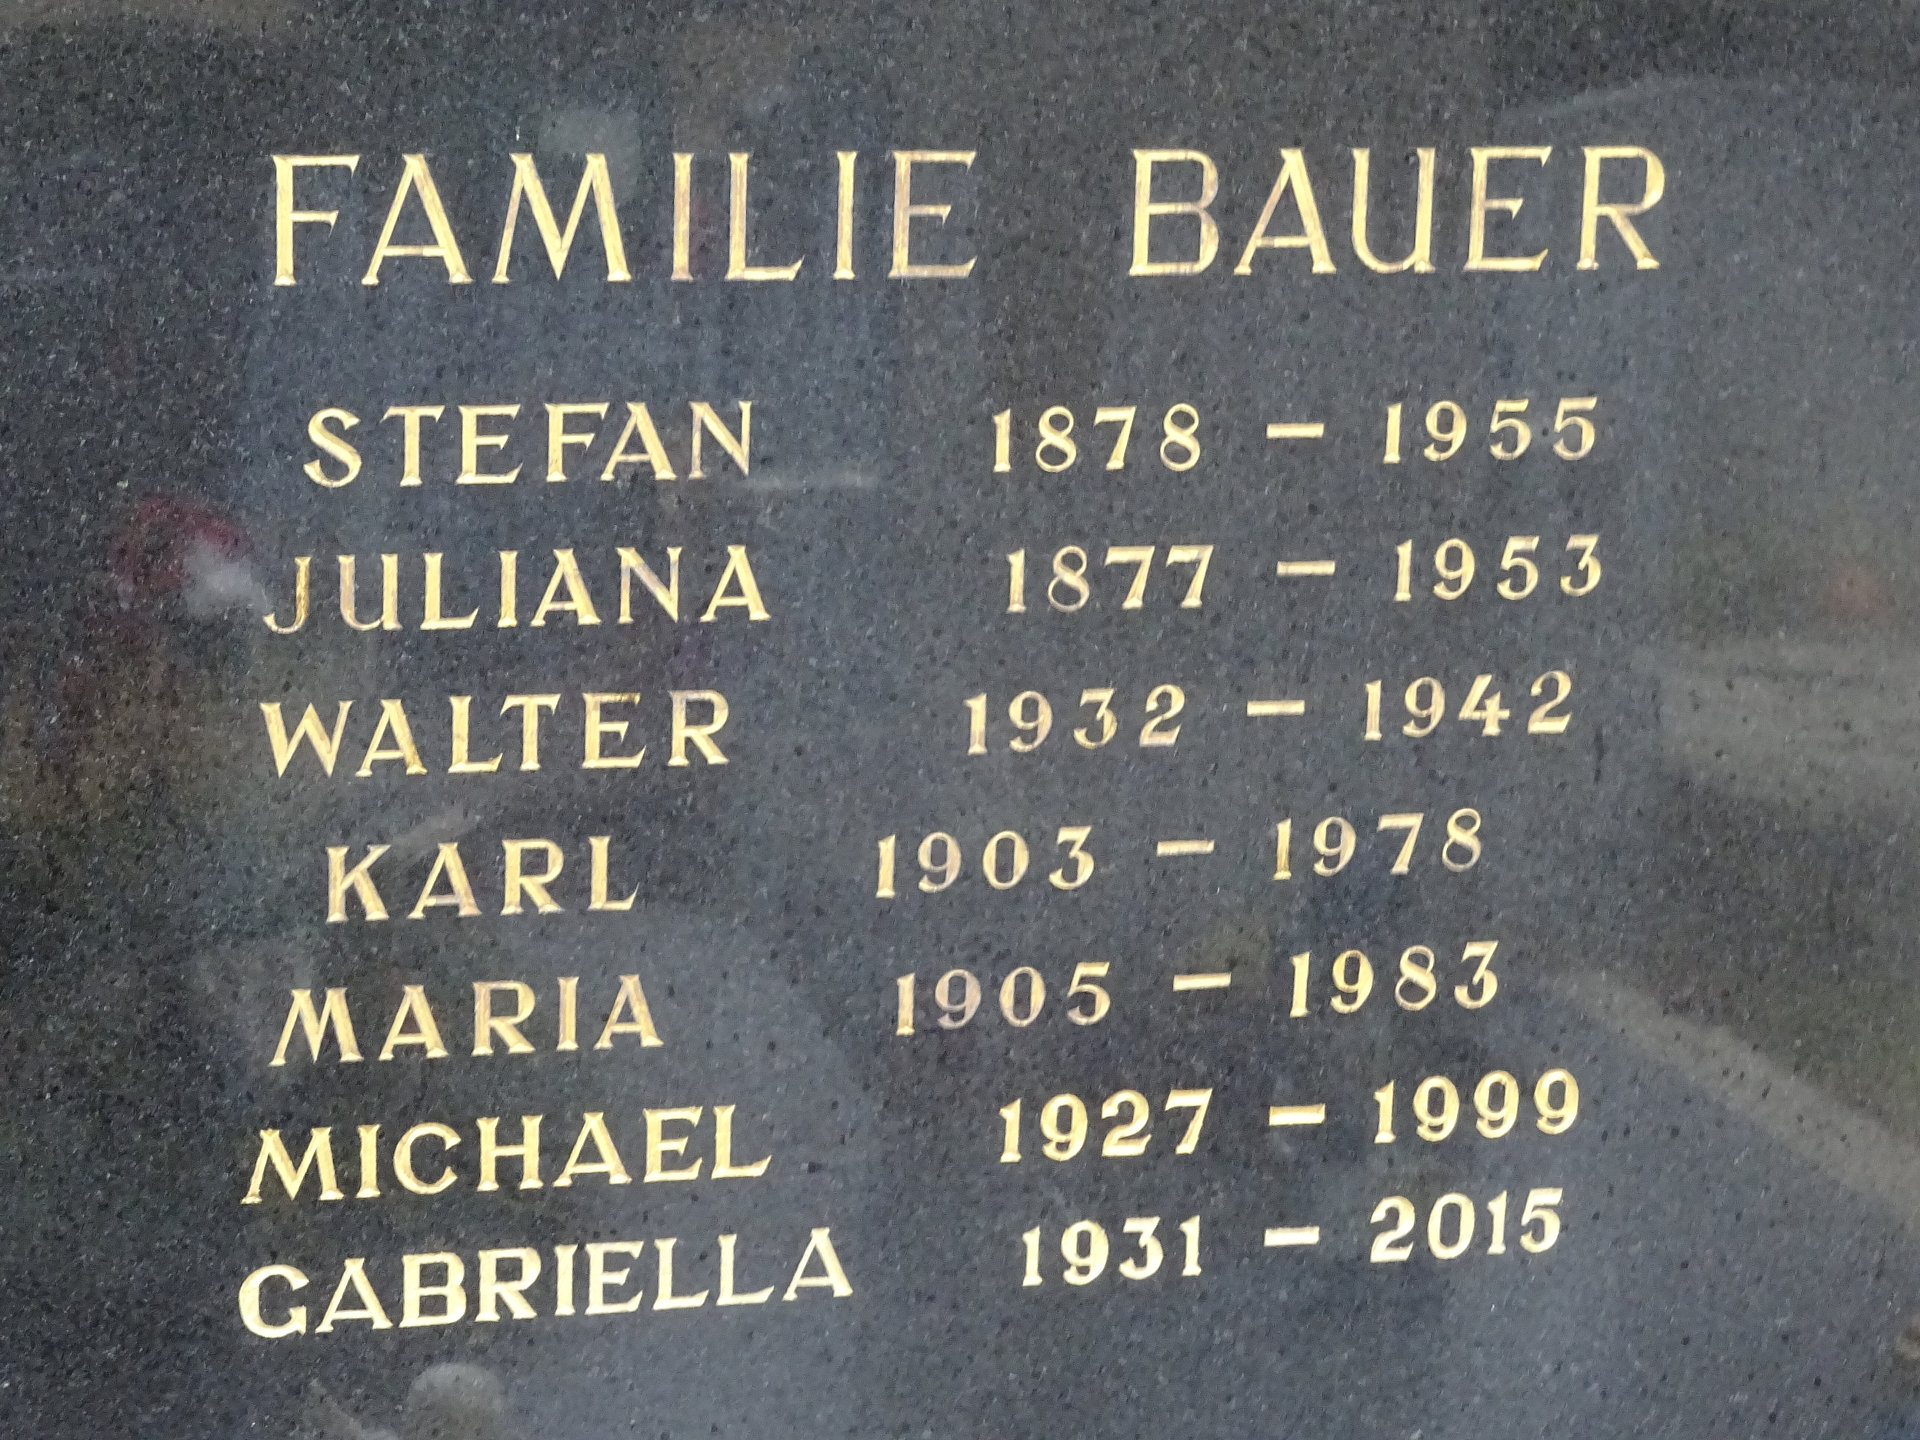 FAMILIE BAUER
STEFAN 1878 – 1955
JULIANA 1877 – 1953
WALTER 1932 – 1942
KARL 1903 – 1978
MARIA 1905 – 1983
MICHAEL 1927 – 1999
GABRIELLA 1931 – 2015